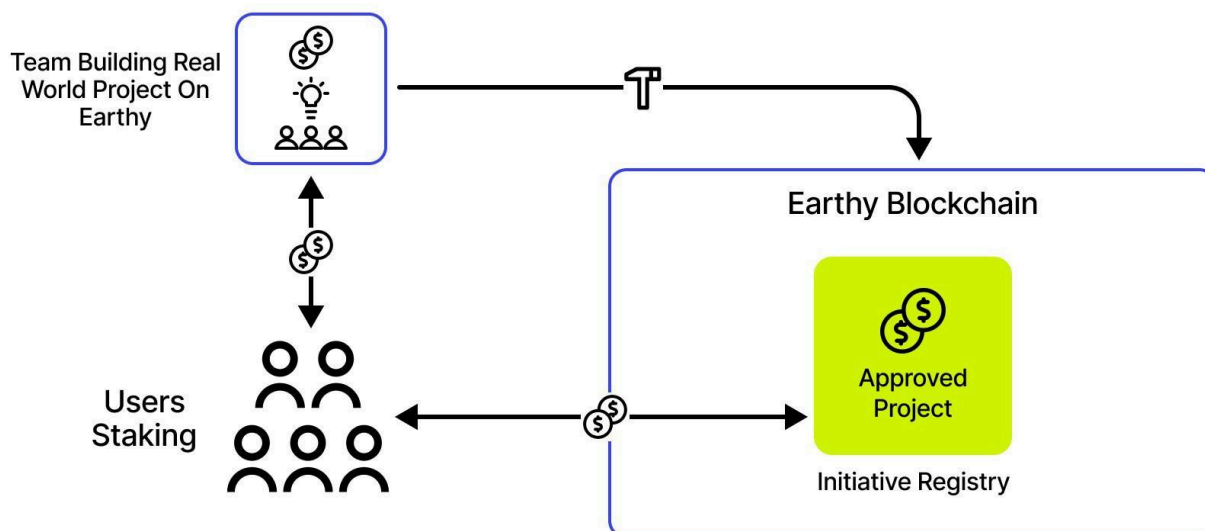 Team Building Real
World Project On
Earthy
Earthy Blockchain
$
$
$
$
$
$
Approved
Project
Users
Staking
$
$
Initiative Registry